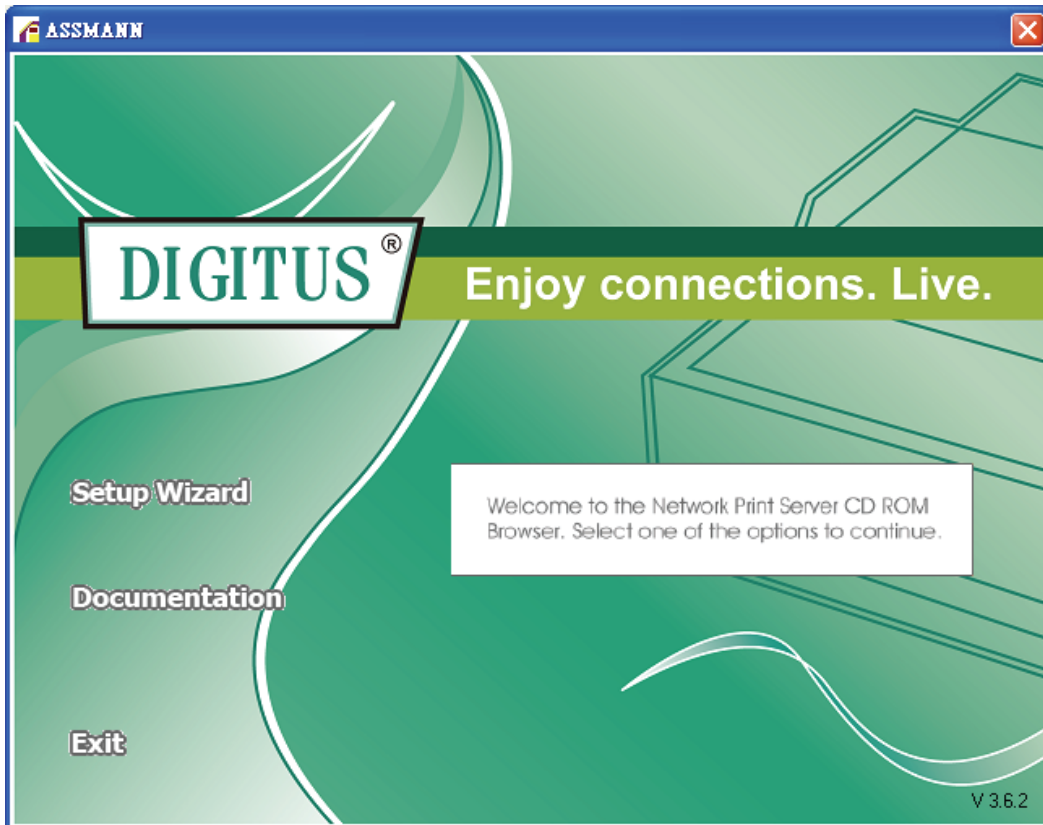 ASSMANN
DIGITUS®
Enjoy connections. Live.
Setup Wizard
Welcome to the Network Print Server CD ROM
Browser. Select one of the options to continue.
Documentation
Exit
V 3.6.2